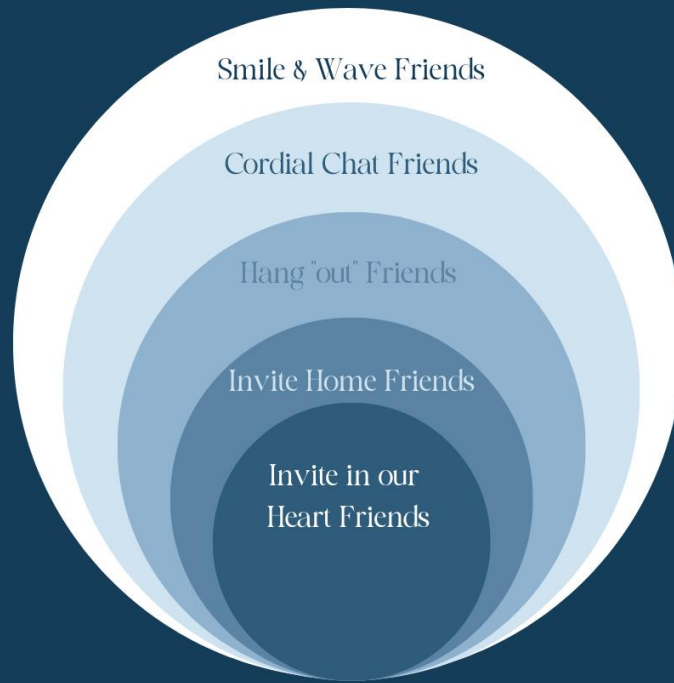 Smile & Wave Friends
Cordial Chat Friends
Hang "out" Friends
Invite Home Friends
Invite in our
Heart Friends